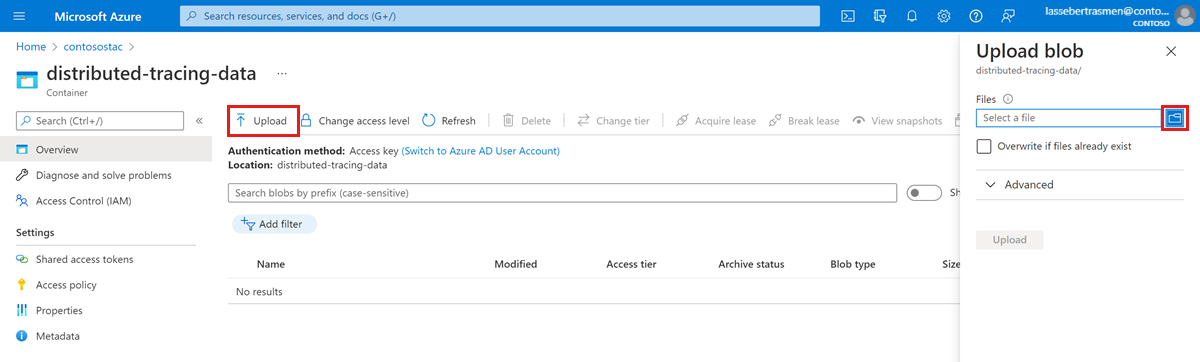 Microsoft Azure
Search resources, services, and docs (G+/)
lassebertrasmen@conto...
CONTOSO
Home > contosostac >
distributed-tracing-data ...
Container
Search (Ctrl+/)
«
Overview
Diagnose and solve problems
Access Control (IAM)
Settings
Shared access tokens
Access policy
Properties
Metadata
Upload Change access level Refresh Delete Change tier Acquire lease Break lease View snapshots
Authentication method: Access key (Switch to Azure AD User Account)
Location: distributed-tracing-data
Search blobs by prefix (case-sensitive)
Sh
Add filter
Name Modified Access tier Archive status Blob type Size
No results
Upload blob
distributed-tracing-data/
Files
Select a file
Overwrite if files already exist
Advanced
Upload